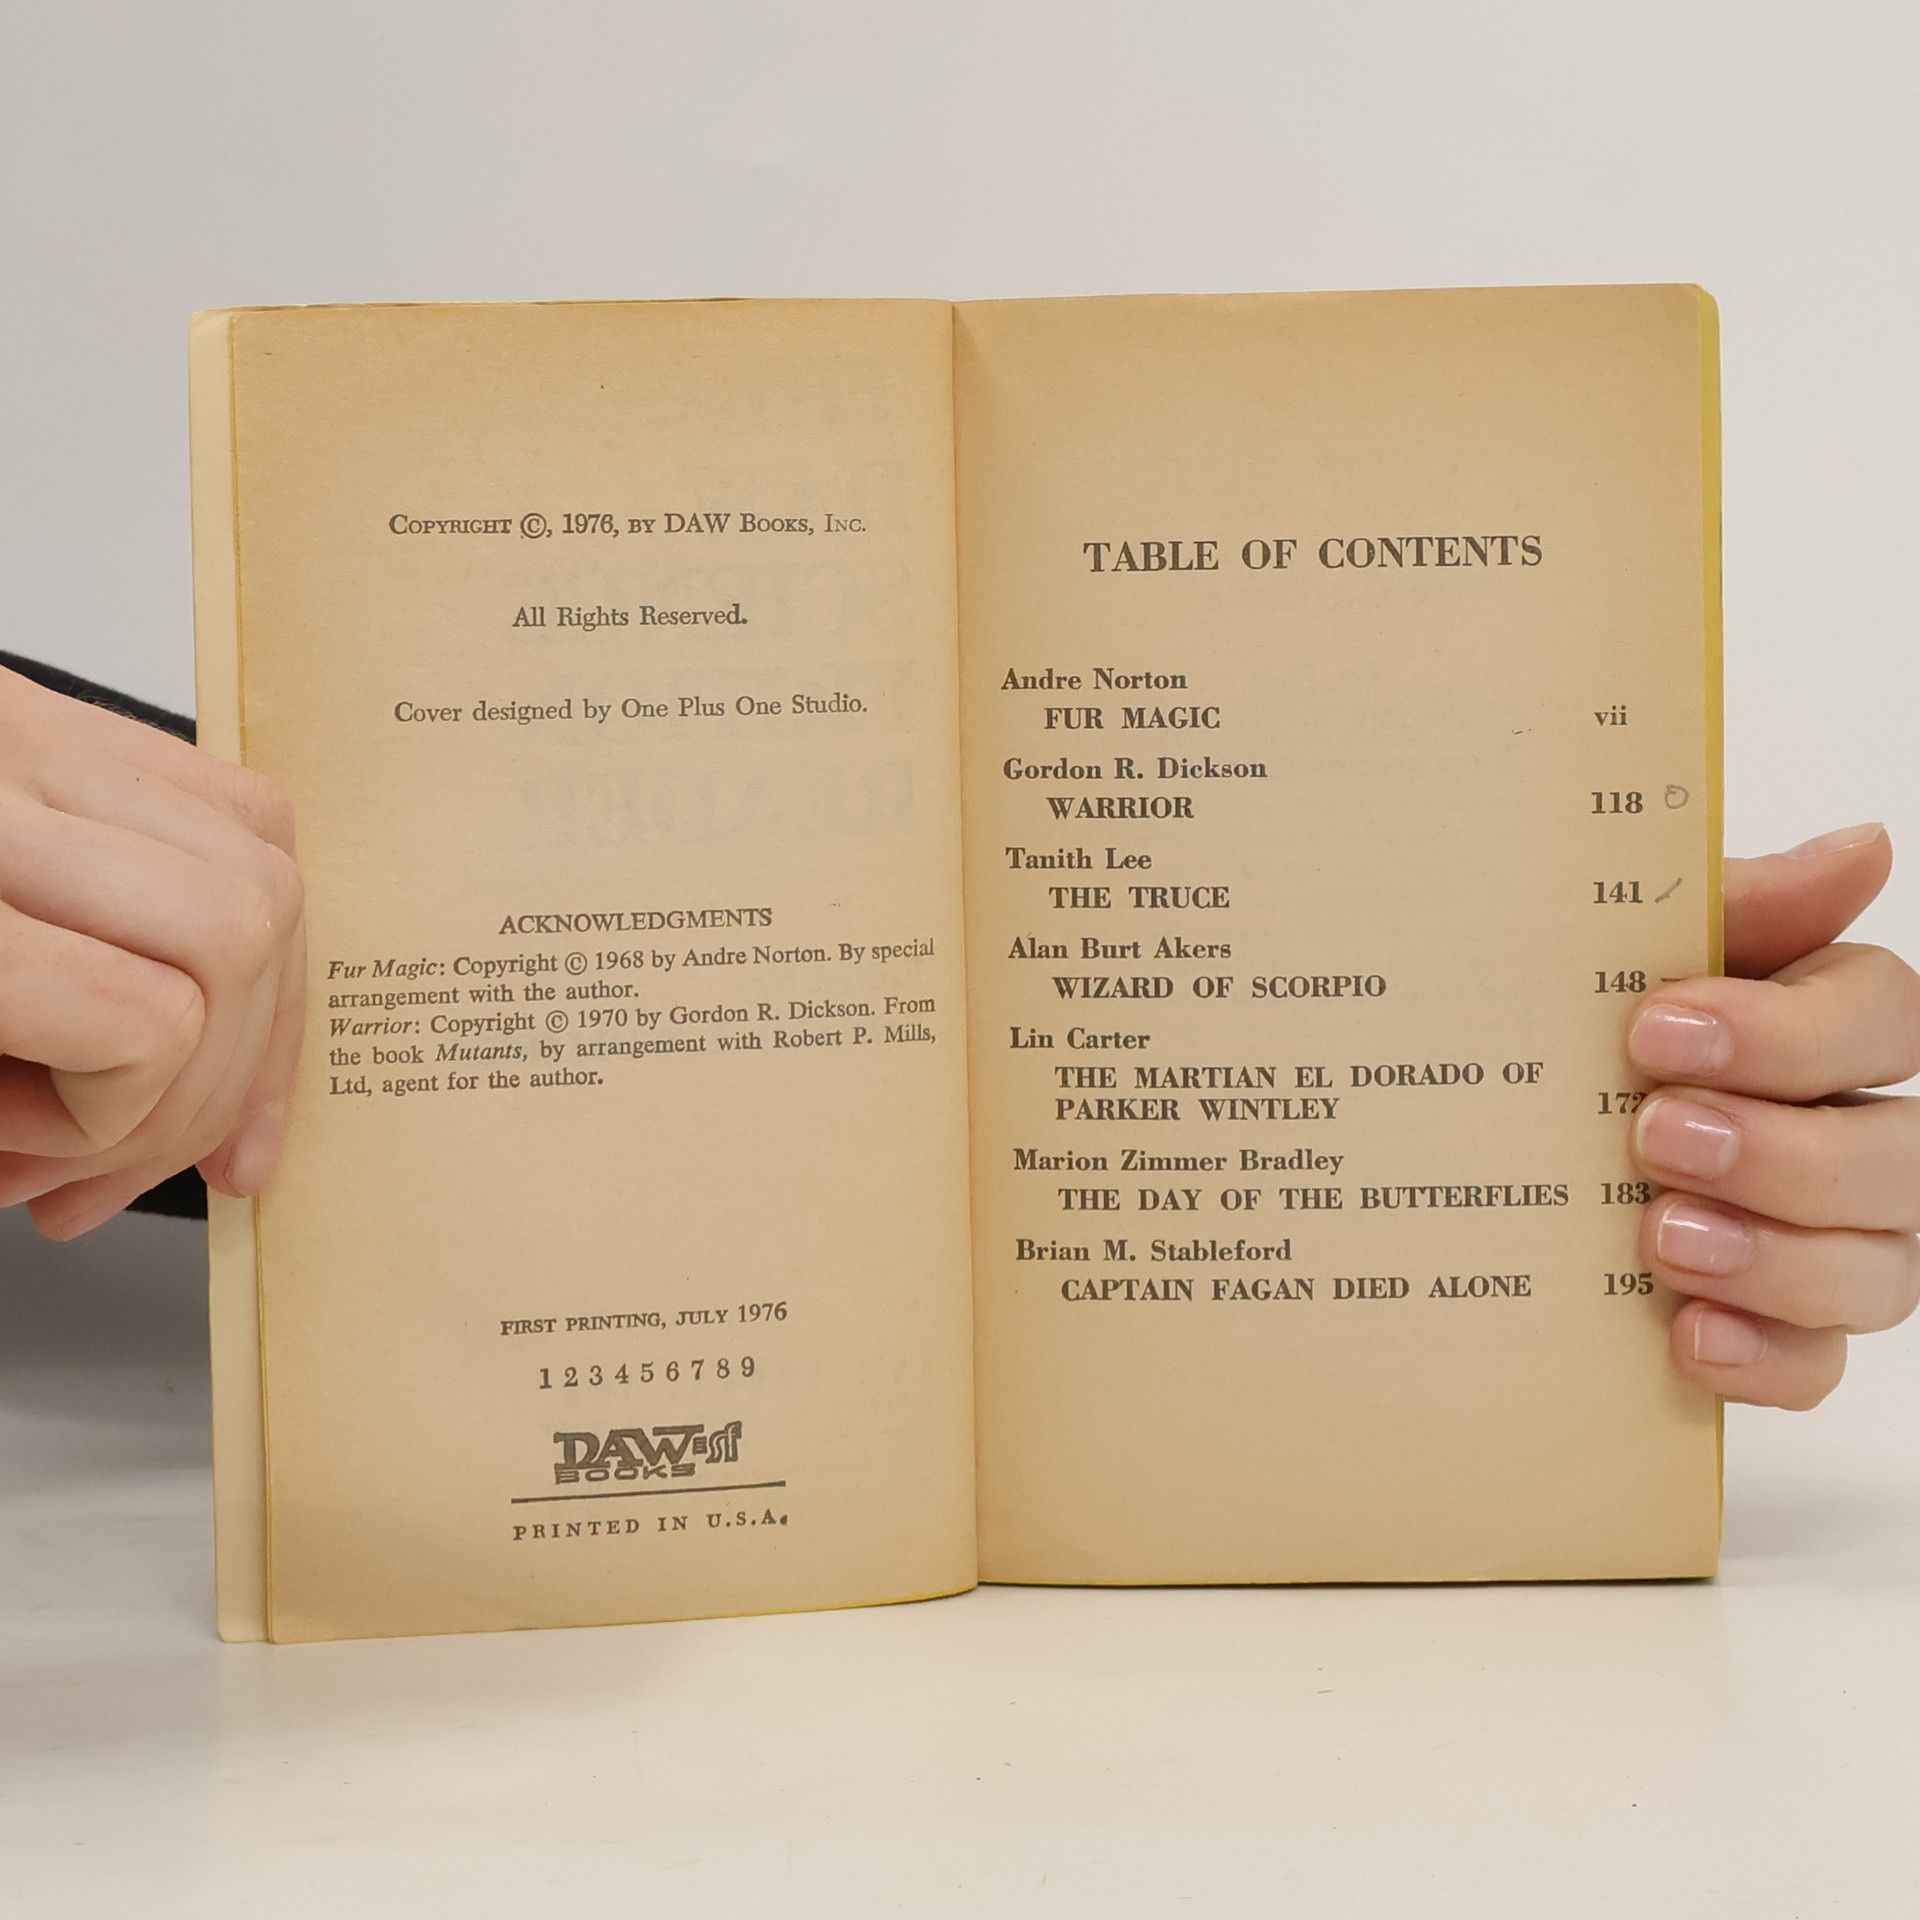 COPYRIGHT ©, 1976, BY DAW BOOKS, INC.
All Rights Reserved.
Cover designed by One Plus One Studio.
ACKNOWLEDGMENTS
Fur Magic: Copyright © 1968 by Andre Norton. By special
arrangement with the author.
Warrior: Copyright © 1970 by Gordon R. Dickson. From
the book Mutants, by arrangement with Robert P. Mills,
Ltd, agent for the author.
FIRST PRINTING, JULY 1976
1 2 3 4 5 6 7 8 9
DAW=sf
BOOKS
PRINTED IN U.S.A.
TABLE OF CONTENTS
Andre Norton
FUR MAGIC vii
Gordon R. Dickson
WARRIOR 118
Tanith Lee
THE TRUCE 141
Alan Burt Akers
WIZARD OF SCORPIO 148
Lin Carter
THE MARTIAN EL DORADO OF
PARKER WINTLEY
Marion Zimmer Bradley
THE DAY OF THE BUTTERFLIES 183
Brian M. Stableford
CAPTAIN FAGAN DIED ALONE 195